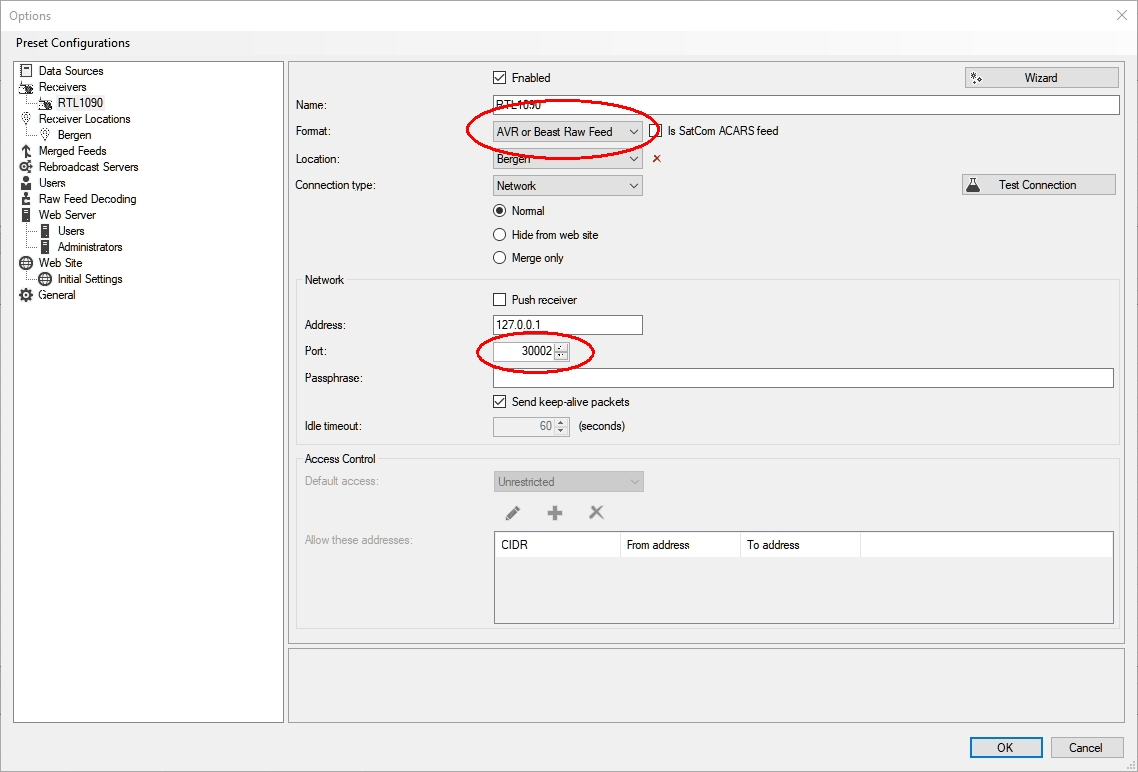 Options
Preset Configurations
Data Sources
Receivers
RTL1090
Receiver Locations
Bergen
Merged Feeds
Rebroadcast Servers
Users
Raw Feed Decoding
Web Server
Users
Administrators
Web Site
Initial Settings
General
Enabled
Wizard
Name: RTL1090
Format: AVR or Beast Raw Feed Is SatCom ACARS feed
Location: Bergen
Connection type: Network
Test Connection
Normal
Hide from web site
Merge only
Network
Push receiver
Address: 127.0.0.1
Port: 30002
Passphrase:
Send keep-alive packets
Idle timeout: 60 (seconds)
Access Control
Default access: Unrestricted
Allow these addresses:
CIDR From address To address
OK Cancel